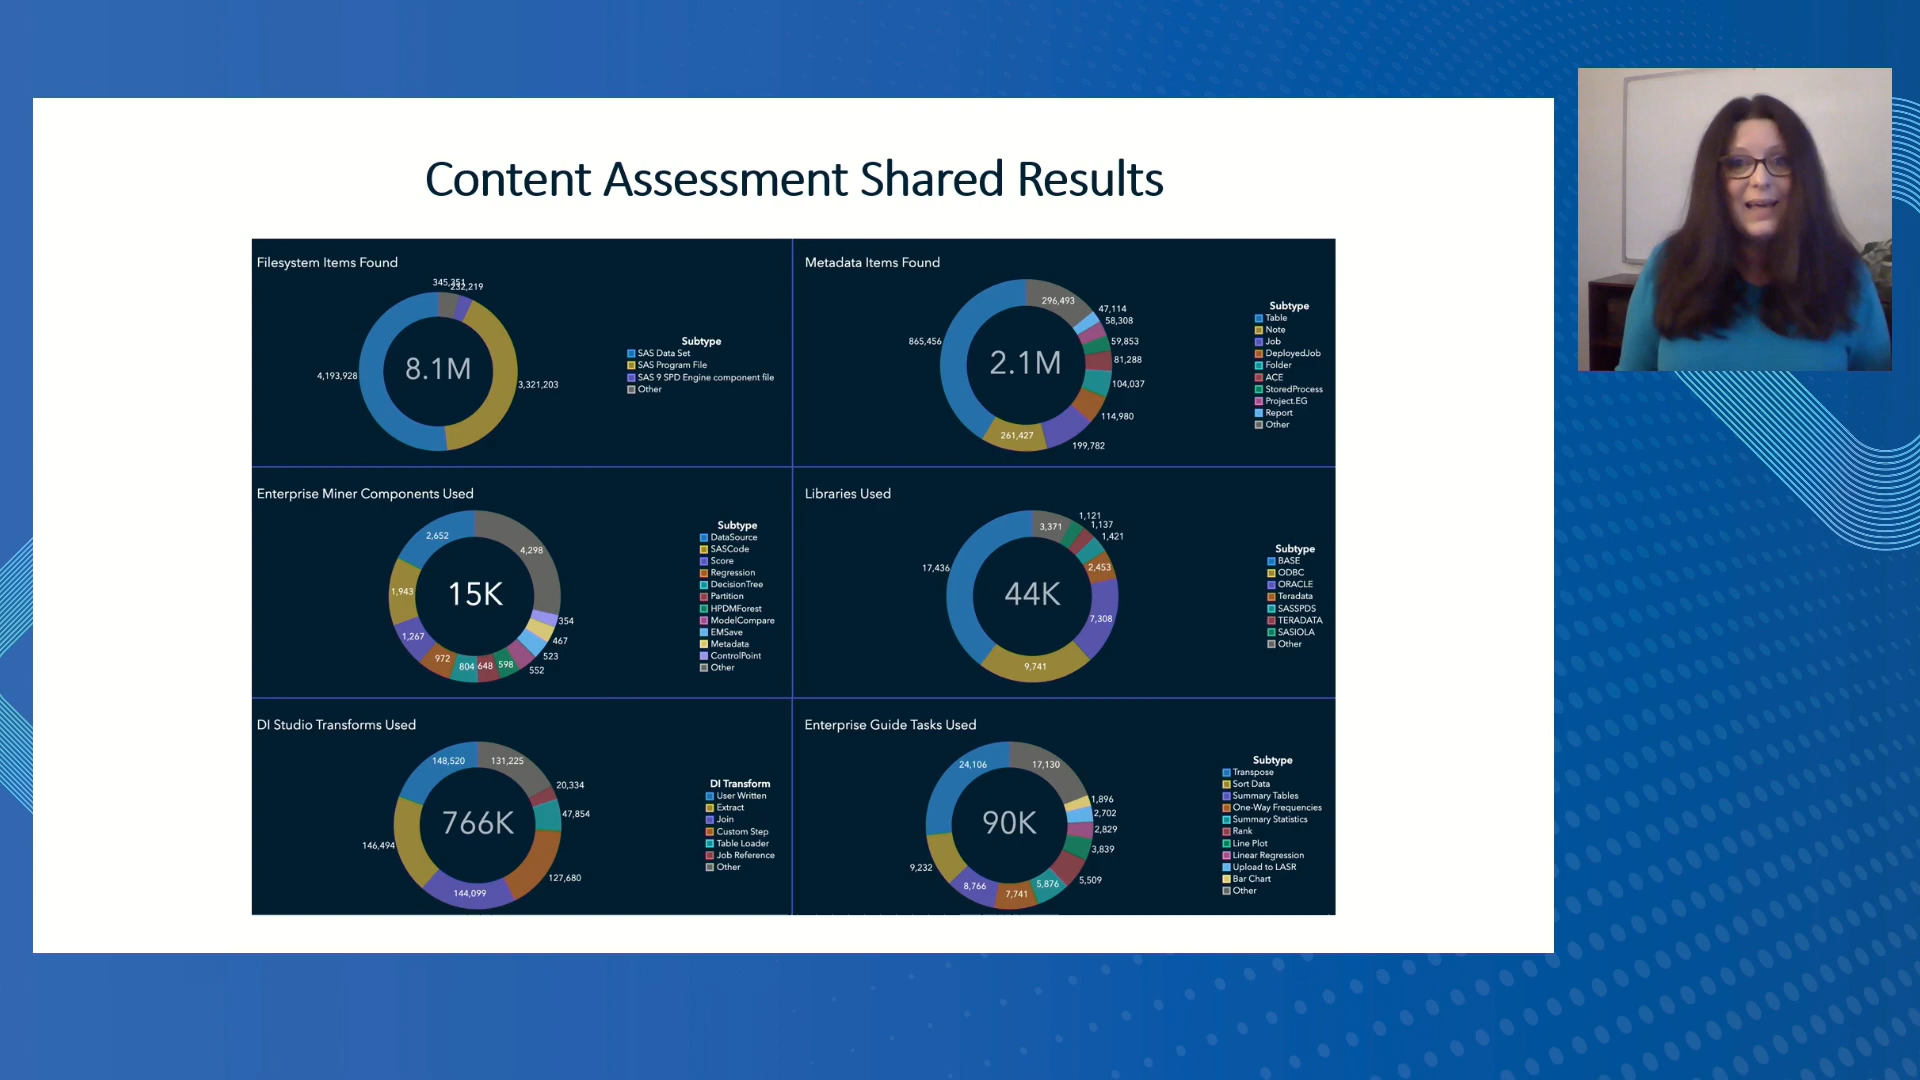 Content Assessment Shared Results
Filesystem Items Found
345,351
232,219
4,193,928
8.1M
3,321,203
Subtype
SAS Data Set
SAS Program File
SAS 9 SPD Engine component file
Other
Metadata Items Found
296,493
47,114
58,308
59,853
81,288
104,037
114,980
199,782
261,427
865,456
2.1M
Subtype
Table
Note
Job
DeployedJob
Folder
ACE
StoredProcess
Project.EG
Report
Other
Enterprise Miner Components Used
2,652
4,298
1,943
15K
354
467
523
552
598
648
804
972
1,267
Subtype
DataSource
SASCode
Score
Regression
DecisionTree
Partition
HPDMForest
ModelCompare
EMSave
Metadata
ControlPoint
Other
Libraries Used
3,371
1,121
1,137
1,421
2,453
7,308
9,741
17,436
44K
Subtype
BASE
ODBC
ORACLE
Teradata
SASSPDS
TERADATA
SASIOLA
Other
DI Studio Transforms Used
148,520
131,225
20,334
47,854
127,680
144,099
146,494
766K
DI Transform
User Written
Extract
Join
Custom Step
Table Loader
Job Reference
Other
Enterprise Guide Tasks Used
24,106
17,130
1,896
2,702
2,829
3,839
5,509
5,876
7,741
8,766
9,232
90K
Subtype
Transpose
Sort Data
Summary Tables
One-Way Frequencies
Summary Statistics
Rank
Line Plot
Linear Regression
Upload to LASR
Bar Chart
Other